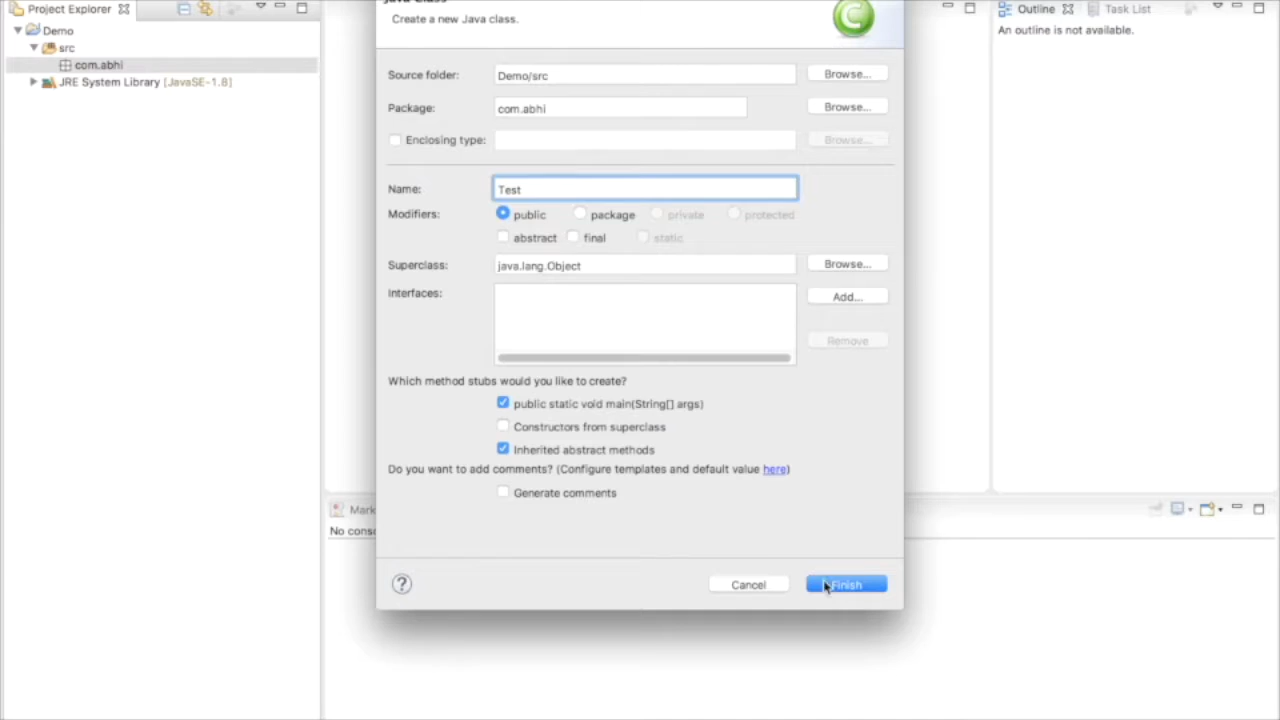 Project Explorer
Demo
src
com.abhi
JRE System Library [JavaSE-1.8]
Java Class
Create a new Java class.
Source folder: Demo/src Browse...
Package: com.abhi Browse...
Enclosing type: Browse...
Name: Test
Modifiers: public package private protected
abstract final static
Superclass: java.lang.Object Browse...
Interfaces: Add...
Remove
Which method stubs would you like to create?
public static void main(String[] args)
Constructors from superclass
Inherited abstract methods
Do you want to add comments? (Configure templates and default value here)
Generate comments
? Cancel Finish
Outline Task List
An outline is not available.
Mark
No conso